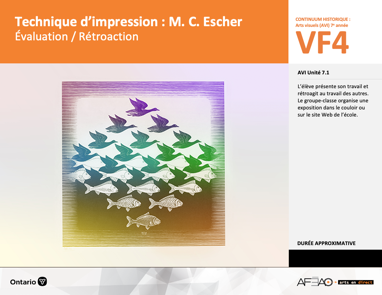 Technique d'impression : M. C. Escher
Évaluation / Rétroaction
CONTINUUM HISTORIQUE :
Arts visuels (AVI) 7e année
VF4
AVI Unité 7.1
L'élève présente son travail et
rétroagit au travail des autres.
Le groupe-classe organise une
exposition dans le couloir ou
sur le site Web de l'école.
DURÉE APPROXIMATIVE
Ontario
AFÉAO
arts en direct